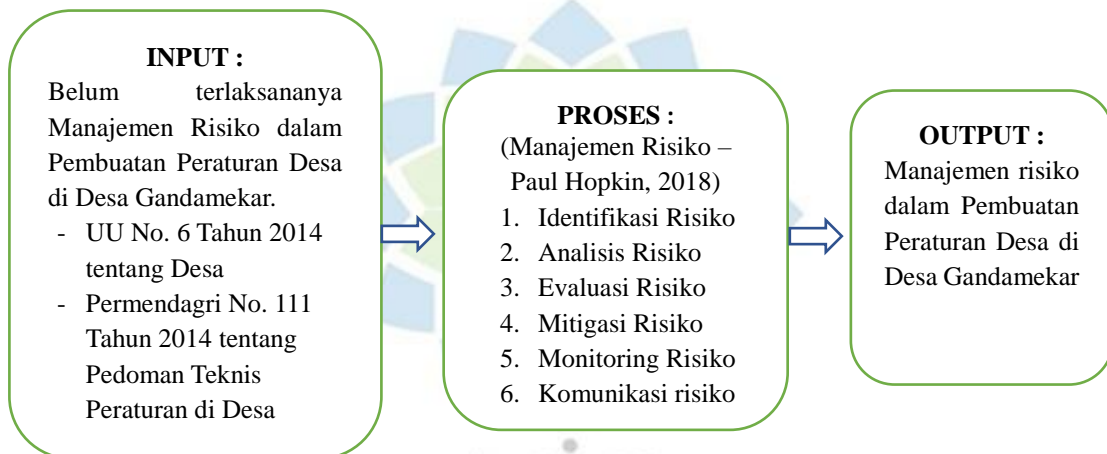 INPUT :
Belum terlaksananya
Manajemen Risiko dalam
Pembuatan Peraturan Desa
di Desa Gandamekar.
- UU No. 6 Tahun 2014
tentang Desa
- Permendagri No. 111
Tahun 2014 tentang
Pedoman Teknis
Peraturan di Desa
PROSES :
(Manajemen Risiko –
Paul Hopkin, 2018)
1. Identifikasi Risiko
2. Analisis Risiko
3. Evaluasi Risiko
4. Mitigasi Risiko
5. Monitoring Risiko
6. Komunikasi risiko
OUTPUT :
Manajemen risiko
dalam Pembuatan
Peraturan Desa di
Desa Gandamekar